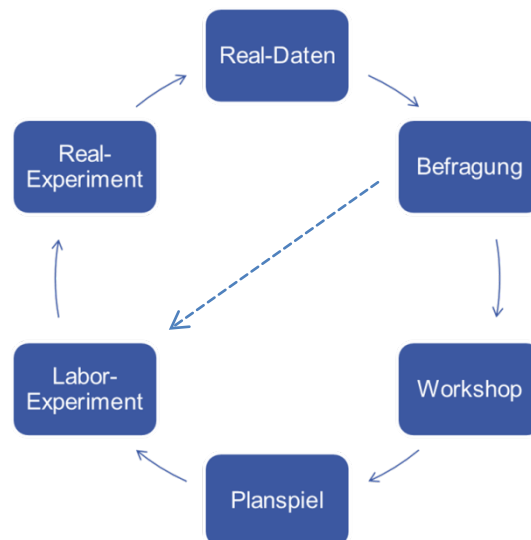 Real-Daten
Befragung
Workshop
Planspiel
Labor-
Experiment
Real-
Experiment